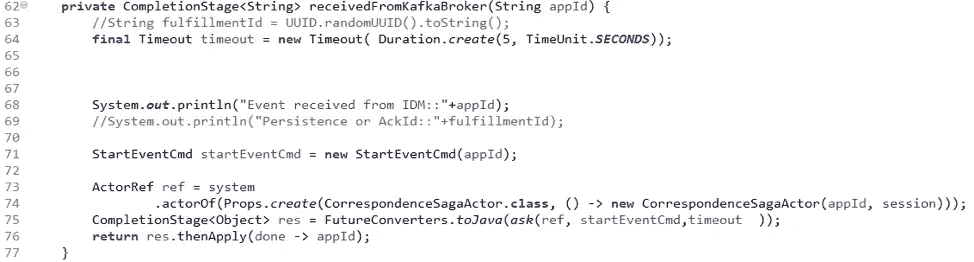 62 private CompletionStage<String> receivedFromKafkaBroker(String appId) {
63 //String fulfillmentId = UUID.randomUUID().toString();
64 final Timeout timeout = new Timeout( Duration.create(5, TimeUnit.SECONDS));
65
66
67
68 System.out.println("Event received from IDM::"+appId);
69 //System.out.println("Persistence or AckId::"+fulfillmentId);
70
71 StartEventCmd startEventCmd = new StartEventCmd(appId);
72
73 ActorRef ref = system
74 .actorOf(Props.create(CorrespondenceSagaActor.class, () -> new CorrespondenceSagaActor(appId, session)));
75 CompletionStage<Object> res = FutureConverters.toJava(ask(ref, startEventCmd,timeout  ));
76 return res.thenApply(done -> appId);
77 }